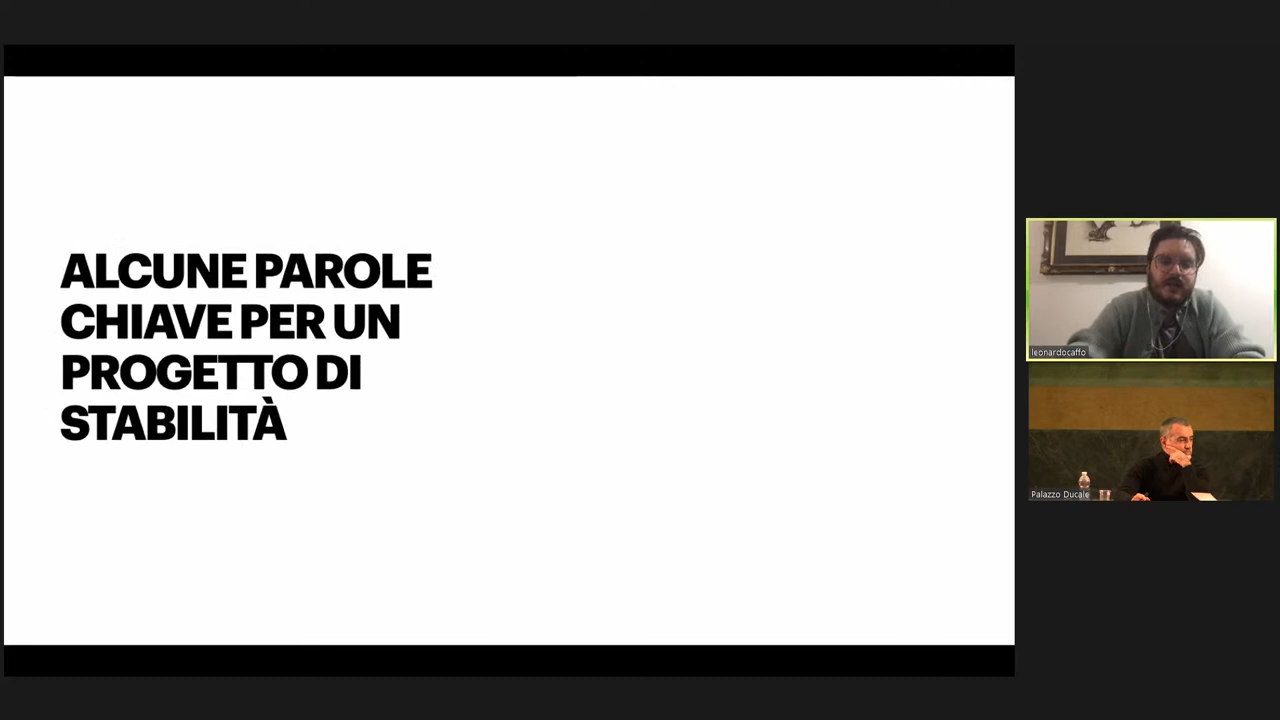 ALCUNE PAROLE
CHIAVE PER UN
PROGETTO DI
STABILITÀ
leonardocaffo
Palazzo Ducale